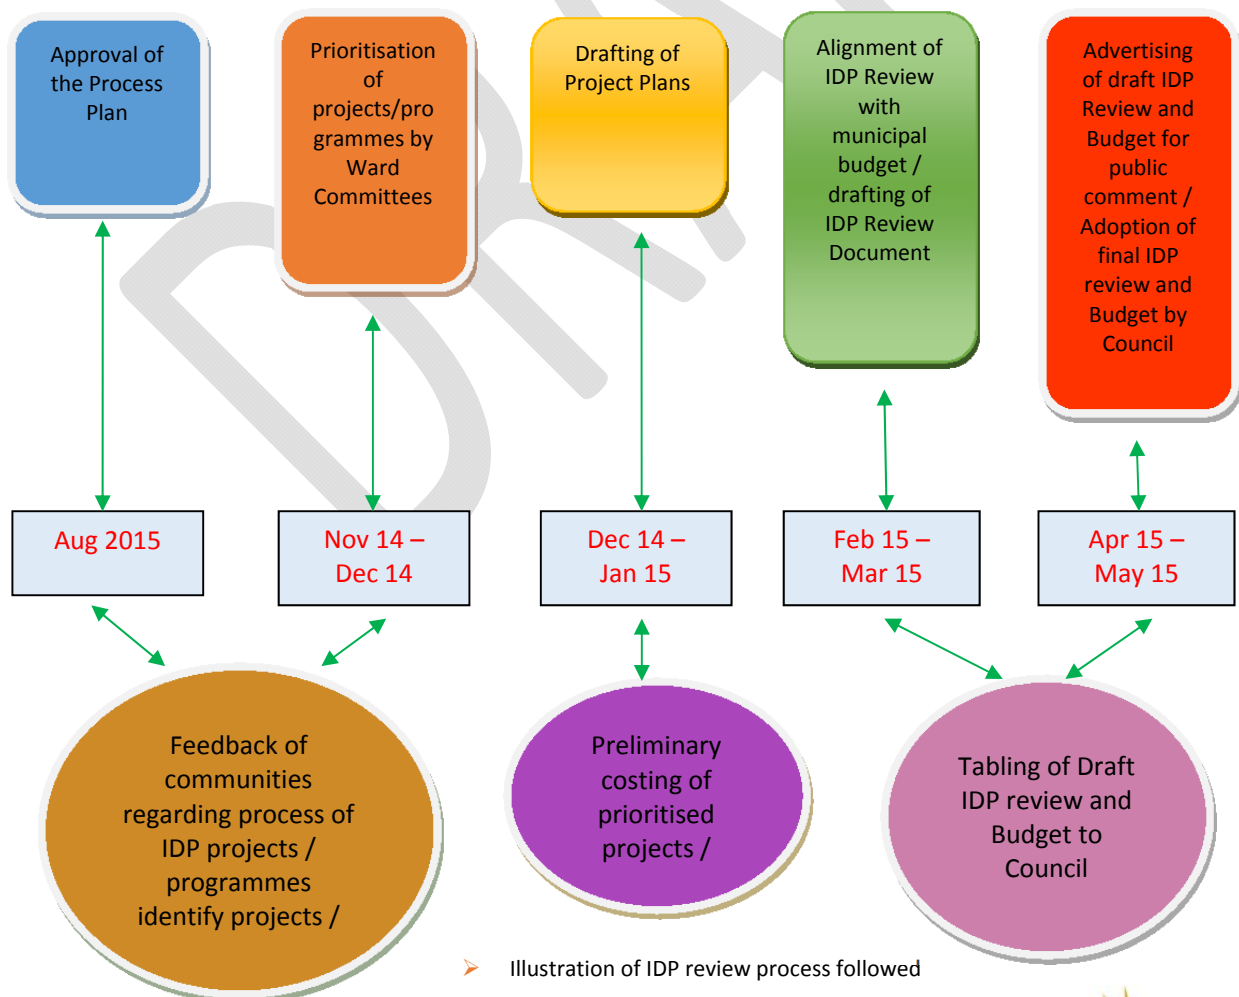 Approval of
the Process
Plan
Prioritisation
of
projects/pro
grammes by
Ward
Committees
Drafting of
Project Plans
Alignment of
IDP Review
with
municipal
budget /
drafting of
IDP Review
Document
Advertising
of draft IDP
Review and
Budget for
public
comment /
Adoption of
final IDP
review and
Budget by
Council
Aug 2015
Nov 14 –
Dec 14
Dec 14 –
Jan 15
Feb 15 –
Mar 15
Apr 15 –
May 15
Feedback of
communities
regarding process of
IDP projects /
programmes
identify projects /
Preliminary
costing of
prioritised
projects /
Tabling of Draft
IDP review and
Budget to
Council
Illustration of IDP review process followed